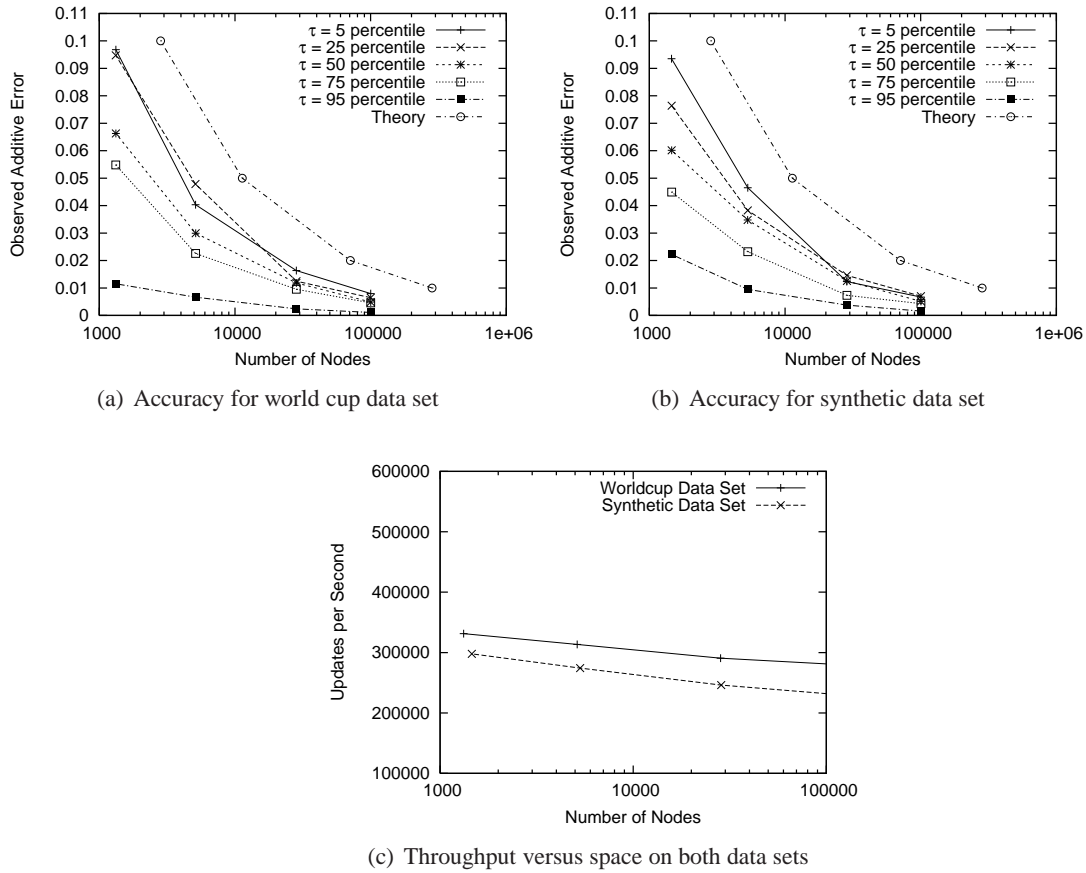 0.1
0.09
0.08
0.07
0.06
0.05
0.04
0.03
0.02
0.01
0
Observed Additive Error
τ = 5 percentile
τ = 25 percentile
τ = 50 percentile
τ = 75 percentile
τ = 95 percentile
Theory
1000 10000 100000 1e+06
Number of Nodes
(a) Accuracy for world cup data set
0.1
0.09
0.08
0.07
0.06
0.05
0.04
0.03
0.02
0.01
0
Observed Additive Error
τ = 5 percentile
τ = 25 percentile
τ = 50 percentile
τ = 75 percentile
τ = 95 percentile
Theory
1000 10000 100000 1e+06
Number of Nodes
(b) Accuracy for synthetic data set
600000
500000
400000
300000
200000
100000
Updates per Second
Worldcup Data Set
Synthetic Data Set
1000 10000 100000
Number of Nodes
(c) Throughput versus space on both data sets